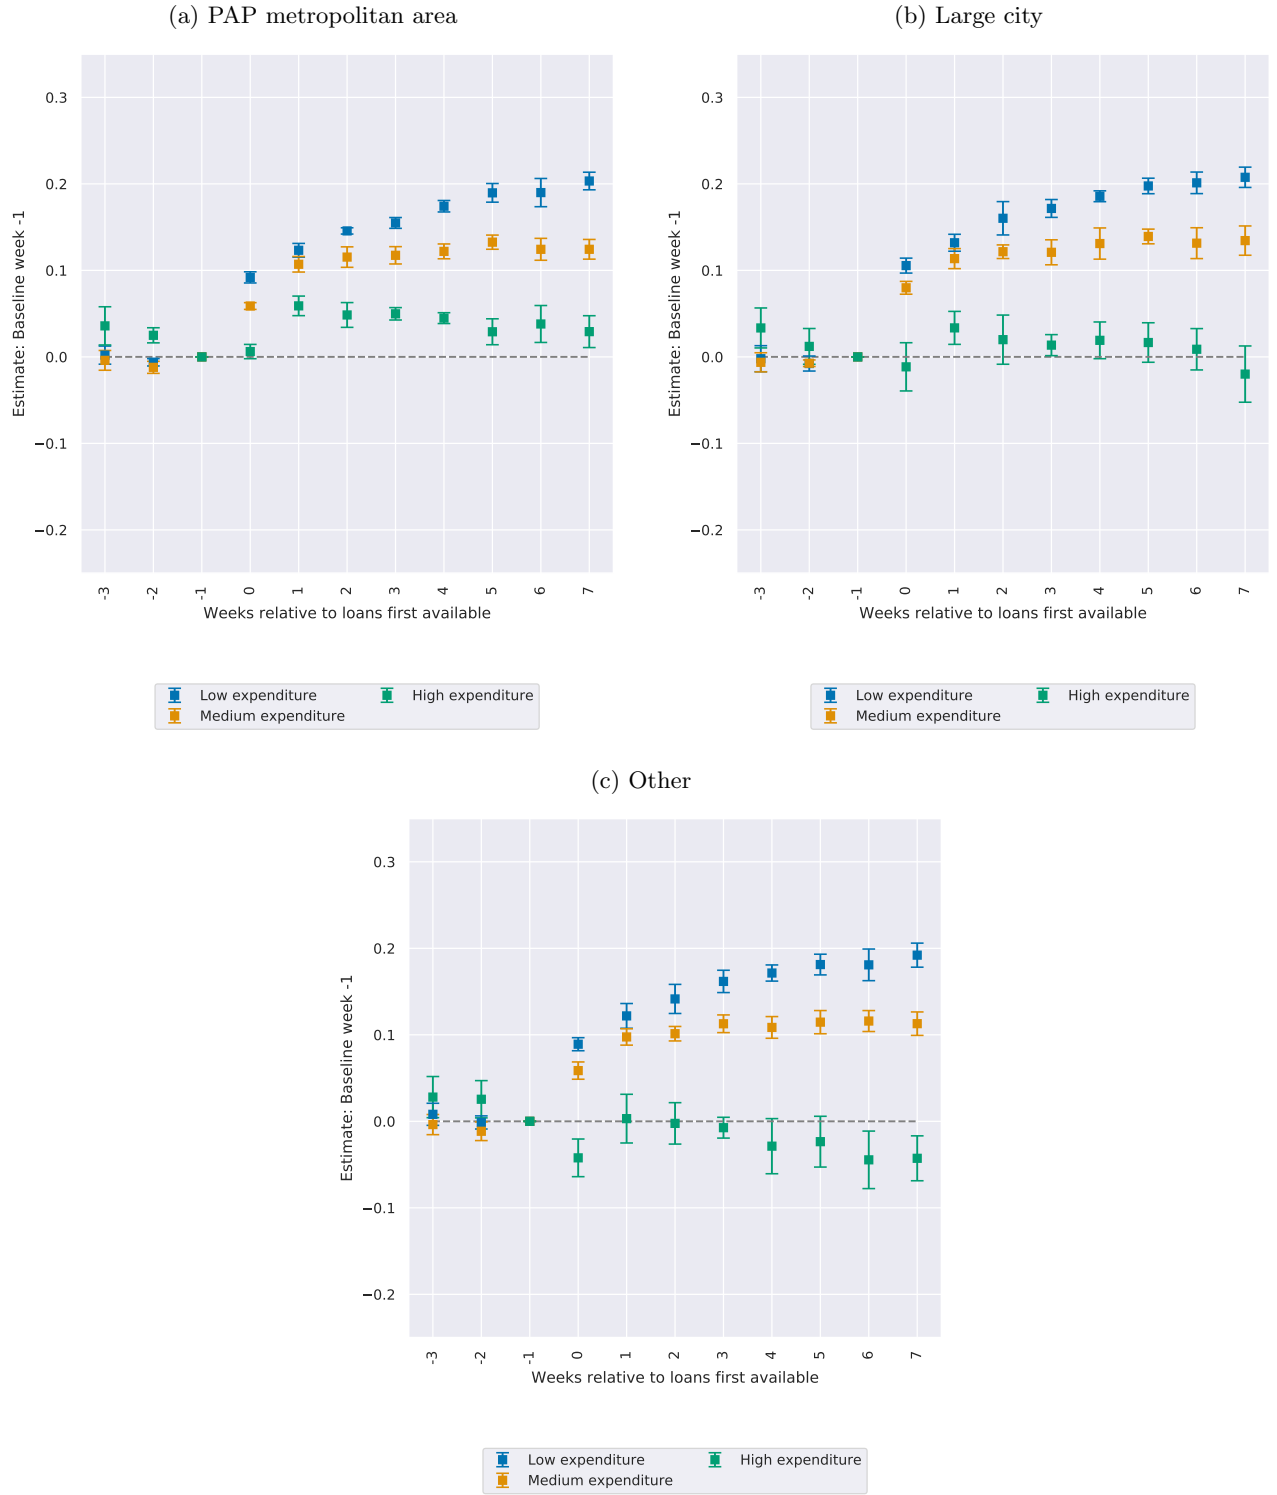 (a) PAP metropolitan area
0.3
0.2
0.1
0.0
−0.1
−0.2
Estimate: Baseline week -1
-3 -2 -1 0 1 2 3 4 5 6 7
Weeks relative to loans first available
Low expenditure
Medium expenditure
High expenditure
(b) Large city
0.3
0.2
0.1
0.0
−0.1
−0.2
Estimate: Baseline week -1
-3 -2 -1 0 1 2 3 4 5 6 7
Weeks relative to loans first available
Low expenditure
Medium expenditure
High expenditure
(c) Other
0.3
0.2
0.1
0.0
−0.1
−0.2
Estimate: Baseline week -1
-3 -2 -1 0 1 2 3 4 5 6 7
Weeks relative to loans first available
Low expenditure
Medium expenditure
High expenditure